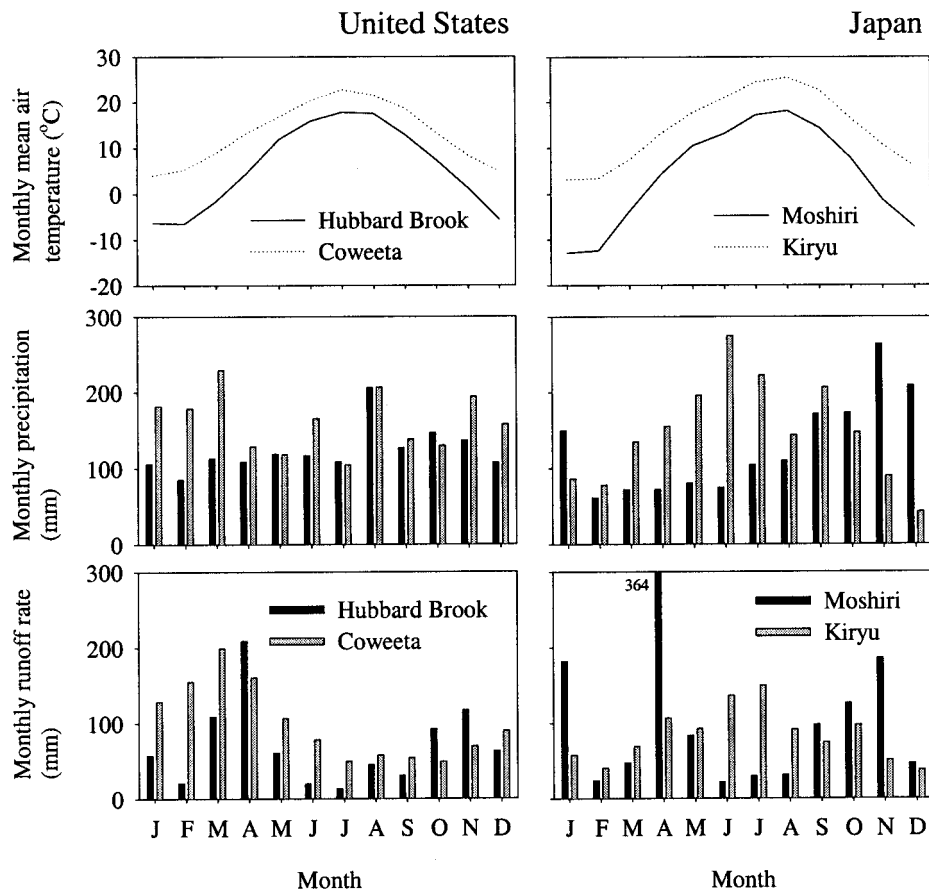 United States
Japan
Monthly mean air
temperature (°C)
30
20
10
0
-10
-20
Hubbard Brook
Coweeta
Moshiri
Kiryu
Monthly precipitation
(mm)
300
200
100
0
Monthly runoff rate
(mm)
300
200
100
0
Hubbard Brook
Coweeta
364
Moshiri
Kiryu
J F M A M J J A S O N D
J F M A M J J A S O N D
Month
Month